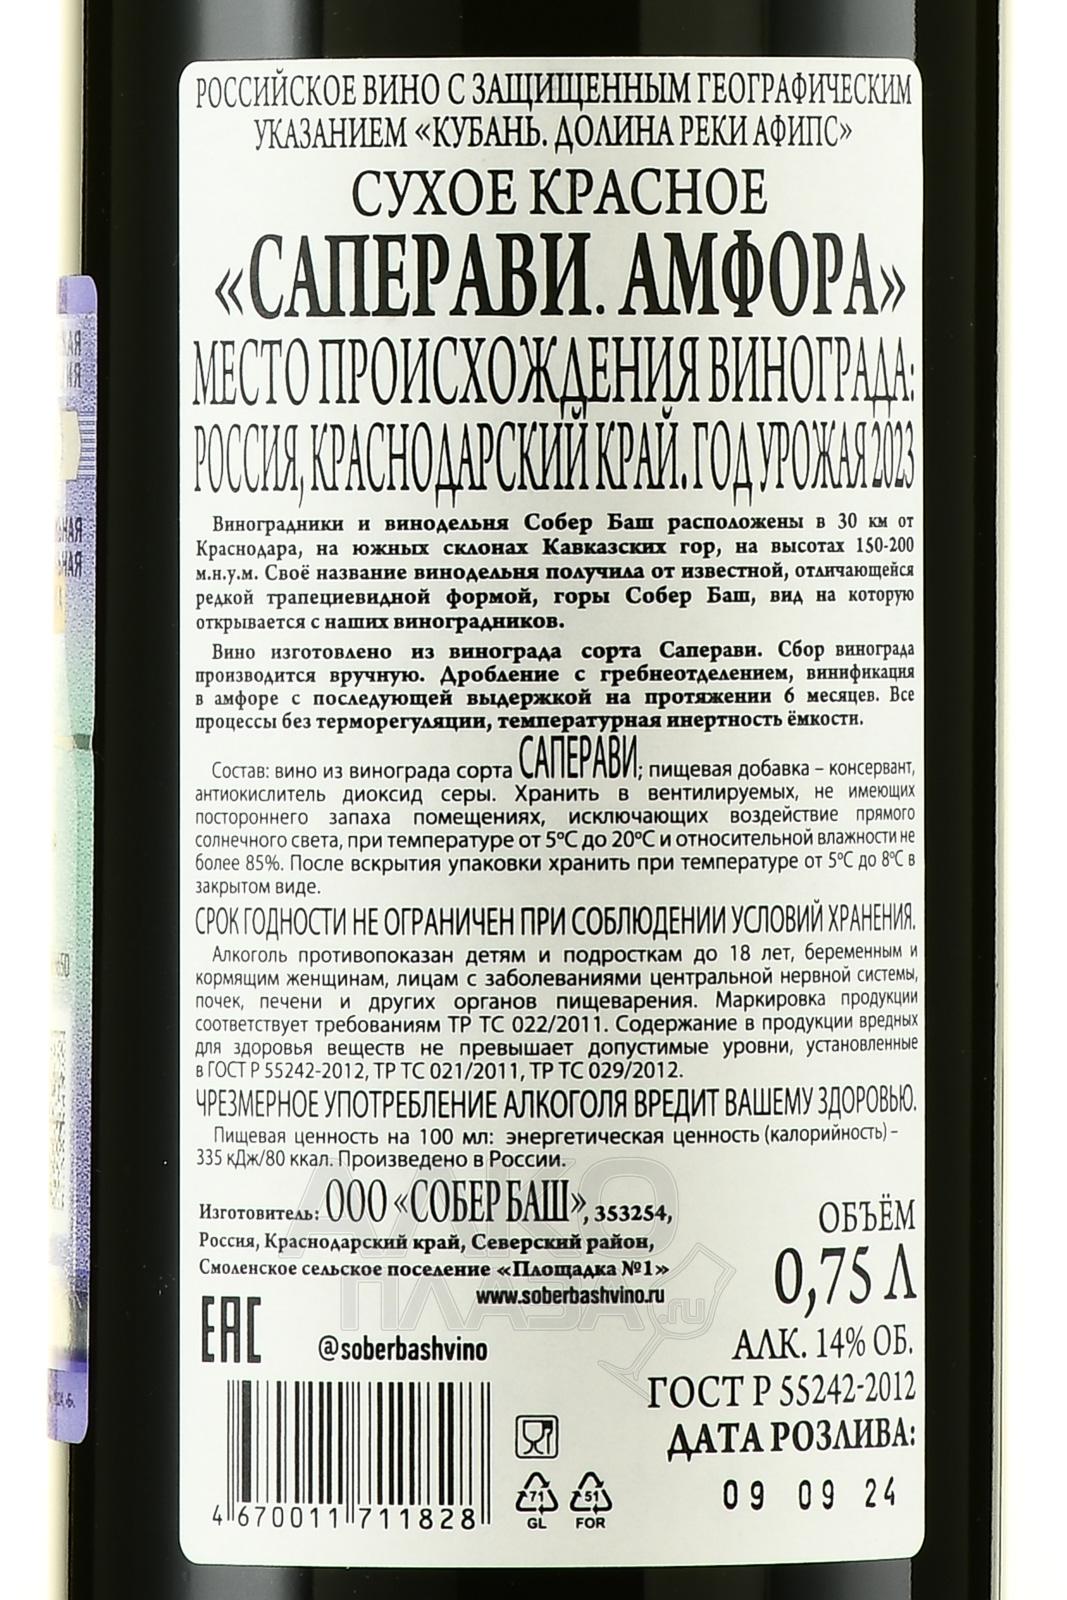 РОССИЙСКОЕ ВИНО С ЗАЩИЩЕННЫМ ГЕОГРАФИЧЕСКИМ
УКАЗАНИЕМ «КУБАНЬ. ДОЛИНА РЕКИ АФИПС»
СУХОЕ КРАСНОЕ
«САПЕРАВИ. АМФОРА»
МЕСТО ПРОИСХОЖДЕНИЯ ВИНОГРАДА:
РОССИЯ, КРАСНОДАРСКИЙ КРАЙ. ГОД УРОЖАЯ 2023
Виноградники и винодельня Собер Баш расположены в 30 км от
Краснодара, на южных склонах Кавказских гор, на высотах 150-200
м.н.у.м. Своё название винодельня получила от известной, отличающейся
редкой трапециевидной формой, горы Собер Баш, вид на которую
открывается с наших виноградников.
Вино изготовлено из винограда сорта Саперави. Сбор винограда
производится вручную. Дробление с гребнеотделением, винификация
в амфоре с последующей выдержкой на протяжении 6 месяцев. Все
процессы без терморегуляции, температурная инертность ёмкости.
Состав: вино из винограда сорта САПЕРАВИ; пищевая добавка – консервант,
антиокислитель диоксид серы. Хранить в вентилируемых, не имеющих
постороннего запаха помещениях, исключающих воздействие прямого
солнечного света, при температуре от 5ºС до 20ºС и относительной влажности не
более 85%. После вскрытия упаковки хранить при температуре от 5ºС до 8ºС в
закрытом виде.
СРОК ГОДНОСТИ НЕ ОГРАНИЧЕН ПРИ СОБЛЮДЕНИИ УСЛОВИЙ ХРАНЕНИЯ.
Алкоголь противопоказан детям и подросткам до 18 лет, беременным и
кормящим женщинам, лицам с заболеваниями центральной нервной системы,
почек, печени и других органов пищеварения. Маркировка продукции
соответствует требованиям ТР ТС 022/2011. Содержание в продукции вредных
для здоровья веществ не превышает допустимые уровни, установленные
в ГОСТ Р 55242-2012, ТР ТС 021/2011, ТР ТС 029/2012.
ЧРЕЗМЕРНОЕ УПОТРЕБЛЕНИЕ АЛКОГОЛЯ ВРЕДИТ ВАШЕМУ ЗДОРОВЬЮ.
Пищевая ценность на 100 мл: энергетическая ценность (калорийность) –
335 кДж/80 ккал. Произведено в России.
Изготовитель: ООО «СОБЕР БАШ», 353254,
Россия, Краснодарский край, Северский район,
Смоленское сельское поселение «Площадка №1»
www.soberbashvino.ru
ЕАС
@soberbashvino
ОБЪЁМ
0,75 Л
АЛК. 14% ОБ.
ГОСТ Р 55242-2012
ДАТА РОЗЛИВА:
09 09 24
4 670011 711828
71
GL
51
FOR
АЛКО
ПЛАЗА.ru